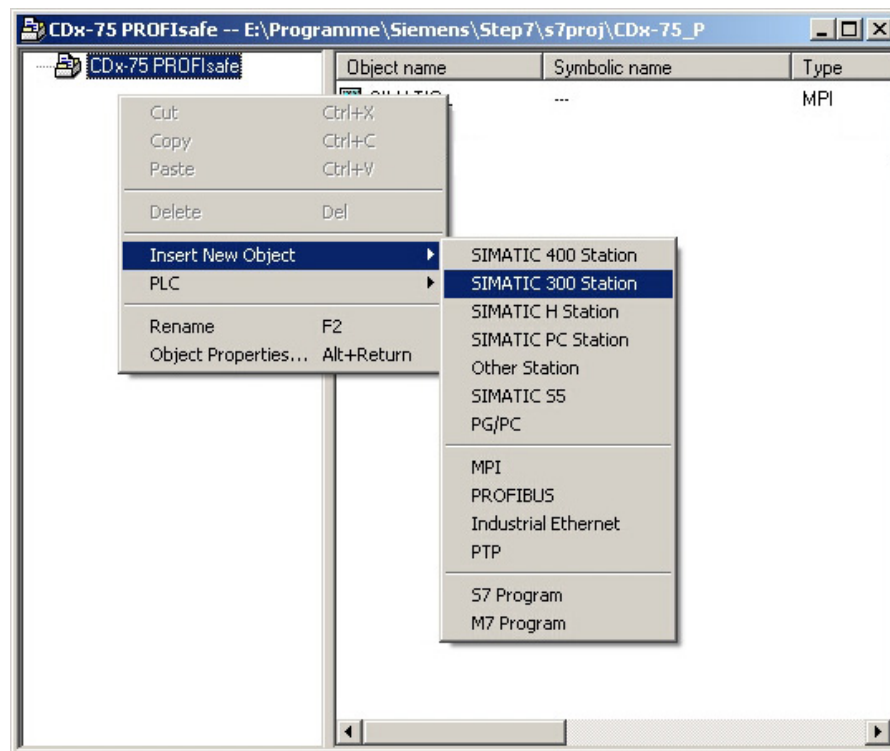 CDx-75 PROFIsafe -- E:\Programme\Siemens\Step7\s7proj\CDx-75_P
CDx-75 PROFIsafe
Object name Symbolic name Type
--- MPI
Cut Ctrl+X
Copy Ctrl+C
Paste Ctrl+V
Delete Del
Insert New Object
PLC
Rename F2
Object Properties... Alt+Return
SIMATIC 400 Station
SIMATIC 300 Station
SIMATIC H Station
SIMATIC PC Station
Other Station
SIMATIC S5
PG/PC
MPI
PROFIBUS
Industrial Ethernet
PTP
S7 Program
M7 Program